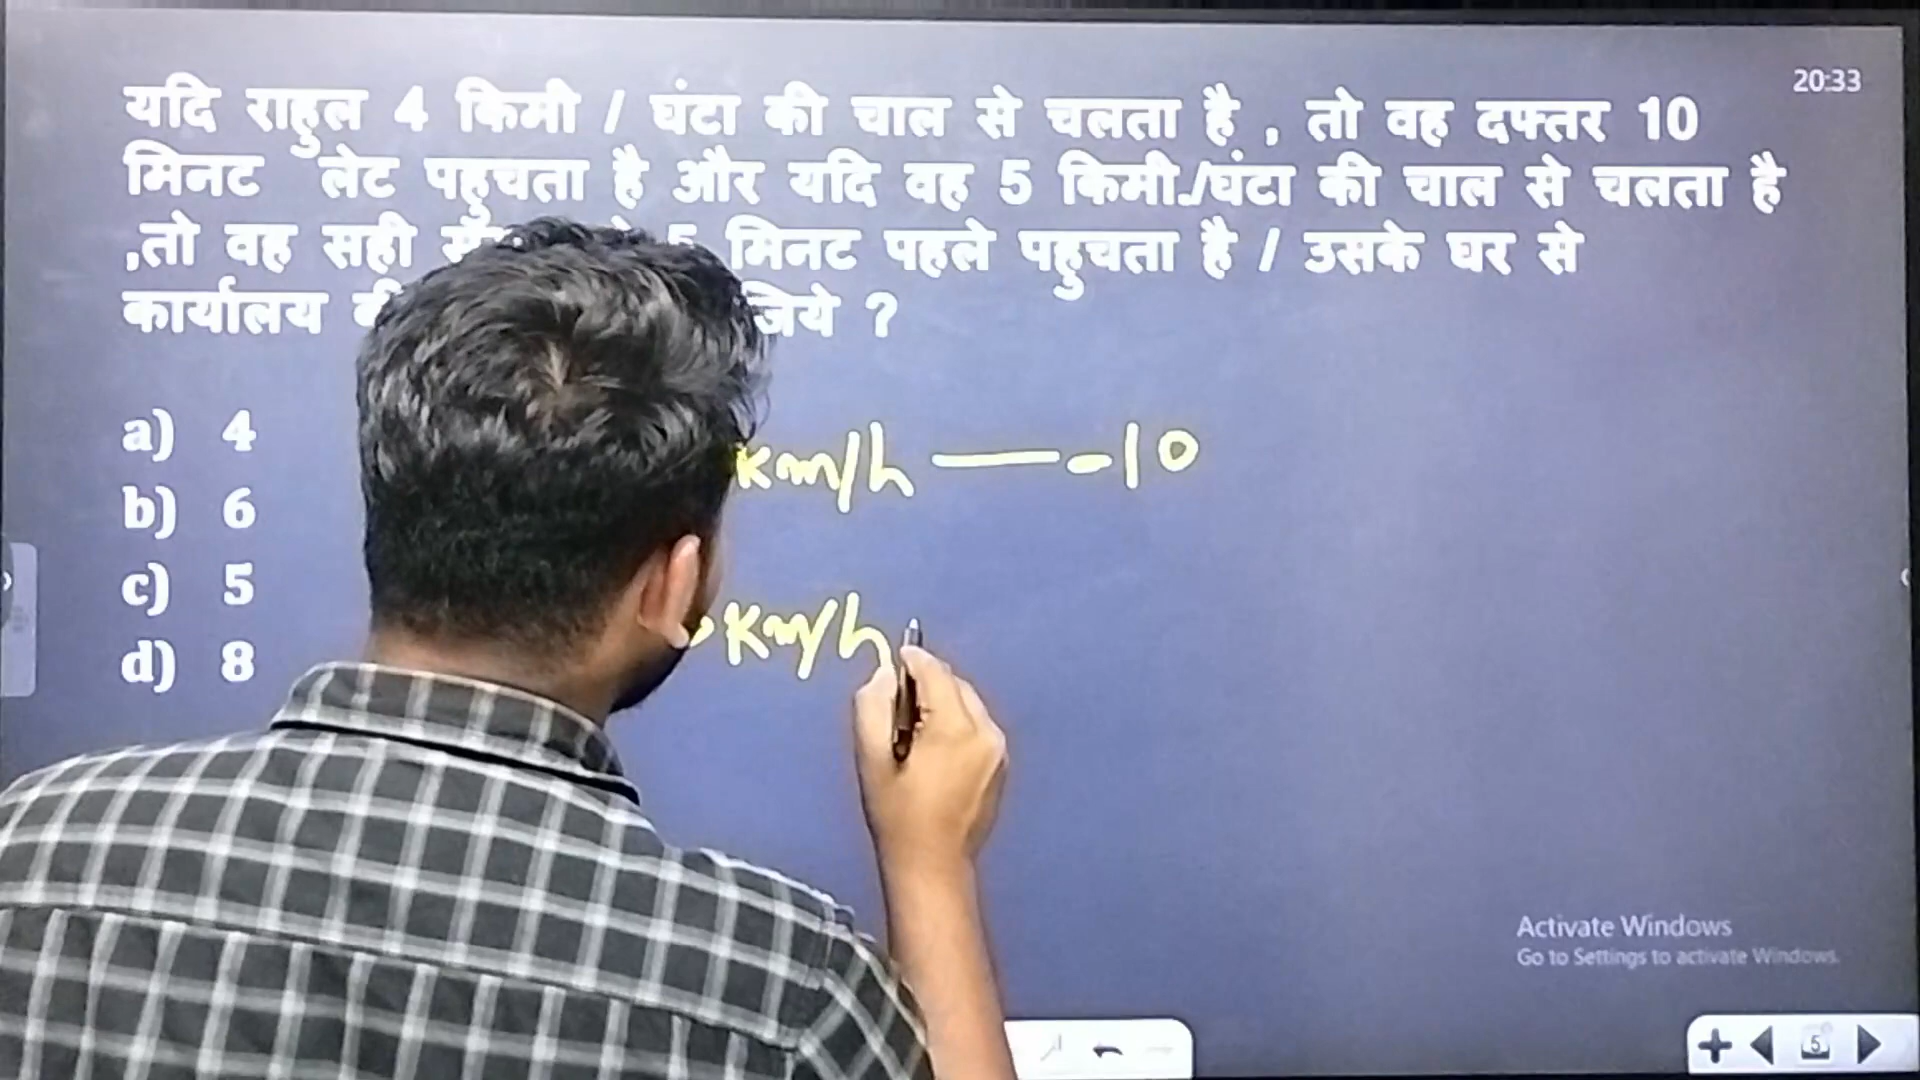 20:33
यदि राहुल 4 किमी / घंटा की चाल से चलता है , तो वह दफ्तर 10
मिनट लेट पहुचता है और यदि वह 5 किमी./घंटा की चाल से चलता है
,तो वह सही 5 मिनट पहले पहुचता है / उसके घर से
कार्यालय ?
a) 4
b) 6
c) 5
d) 8
km/h — -10
km/h
Activate Windows
Go to Settings to activate Windows.
5